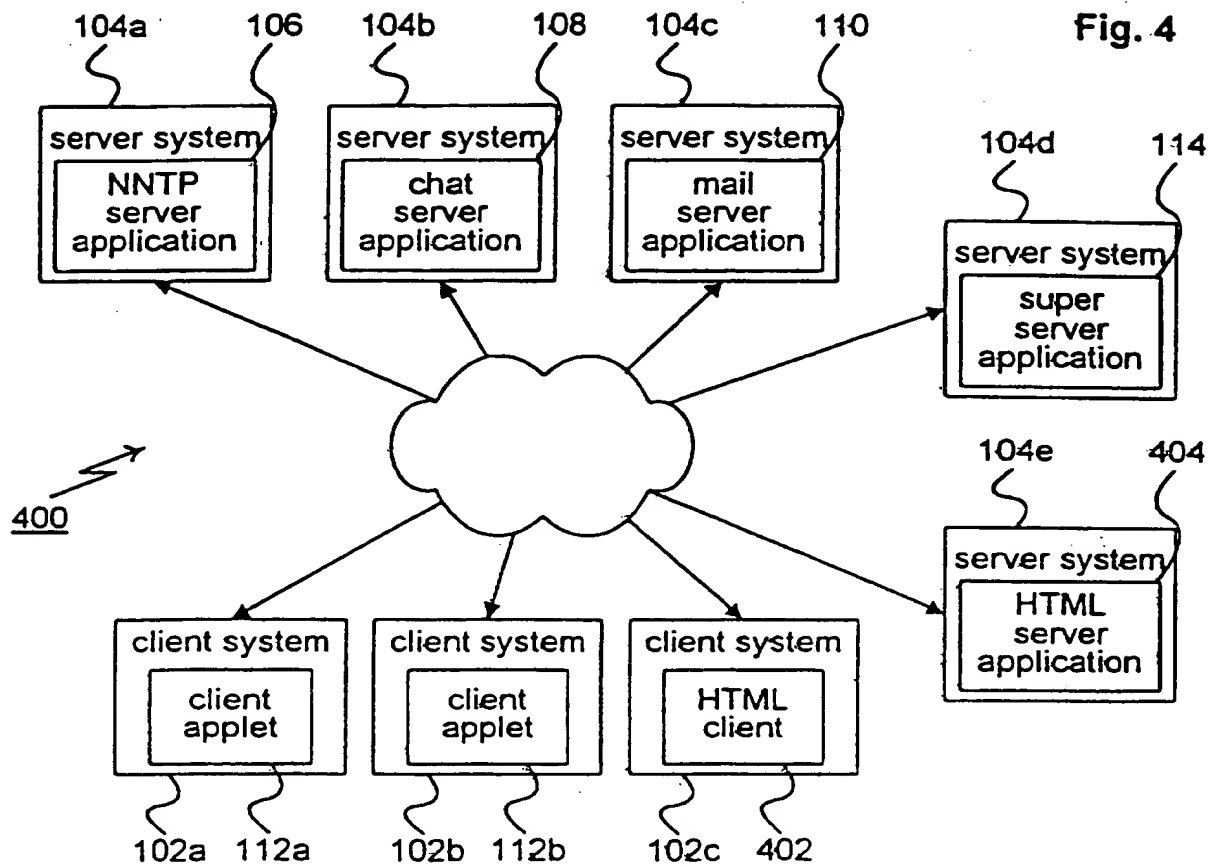 104a 106 104b 108 104c 110 Fig. 4
server system
NNTP
server
application
server system
chat
server
application
server system
mail
server
application
104d 114
server system
super
server
application
104e 404
server system
HTML
server
application
400
client system
client
applet
client system
client
applet
client system
HTML
client
102a 112a 102b 112b 102c 402